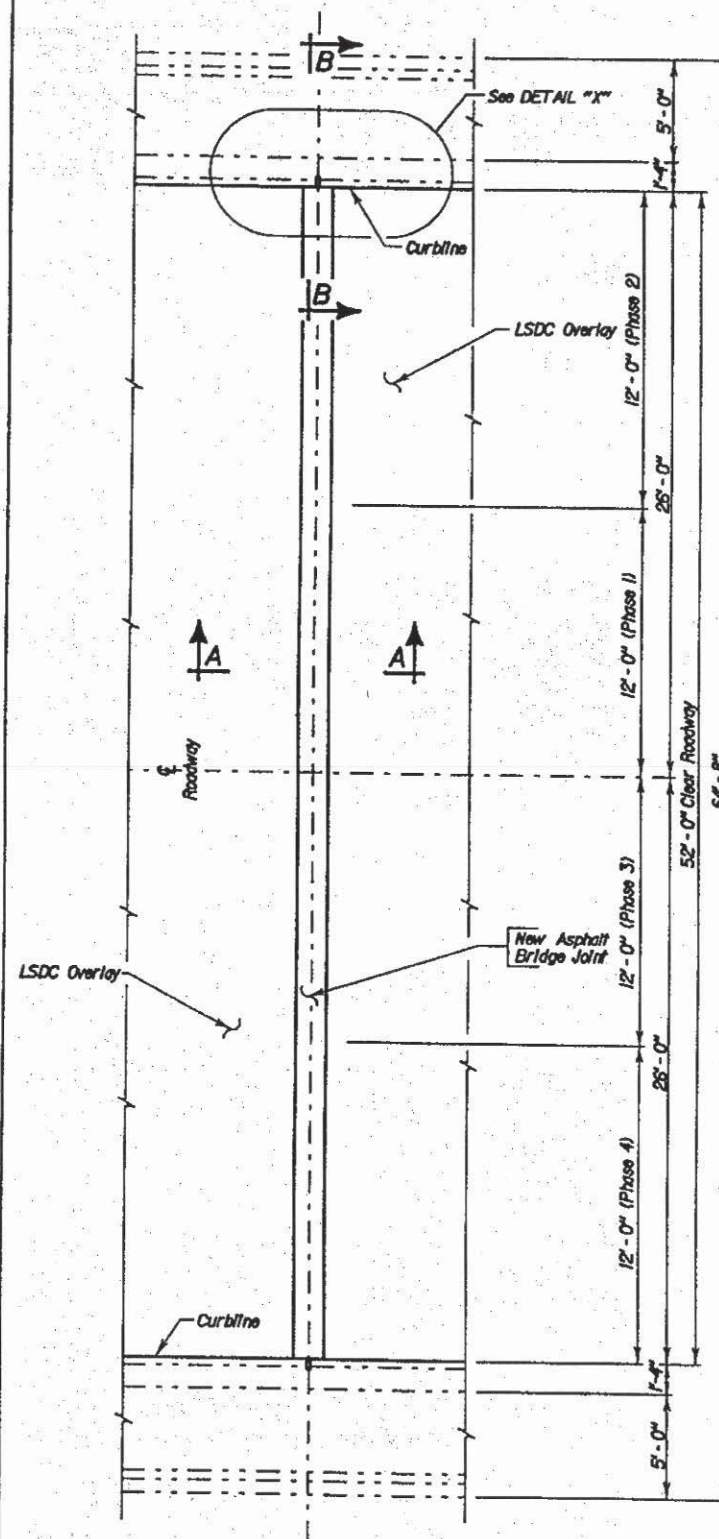 B
See DETAIL "X"
5'-0"
1'-4"
Curbline
B
LSDC Overlay
12'-0" (Phase 2)
26'-0"
12'-0" (Phase 1)
A
A
℄
Roadway
52'-0" Clear Roadway
64'-8"
12'-0" (Phase 3)
New Asphalt
Bridge Joint
LSDC Overlay
26'-0"
12'-0" (Phase 4)
Curbline
1'-4"
5'-0"